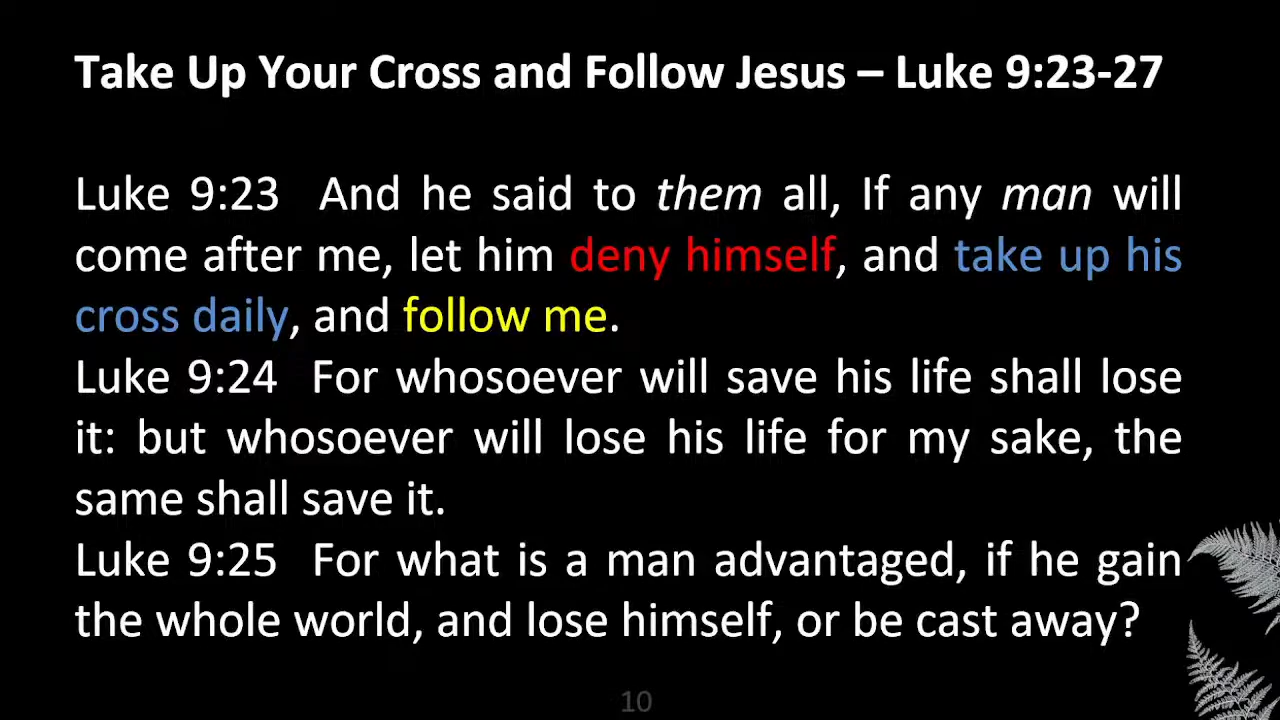 Take Up Your Cross and Follow Jesus – Luke 9:23-27
Luke 9:23 And he said to them all, If any man will
come after me, let him deny himself, and take up his
cross daily, and follow me.
Luke 9:24 For whosoever will save his life shall lose
it: but whosoever will lose his life for my sake, the
same shall save it.
Luke 9:25 For what is a man advantaged, if he gain
the whole world, and lose himself, or be cast away?
10